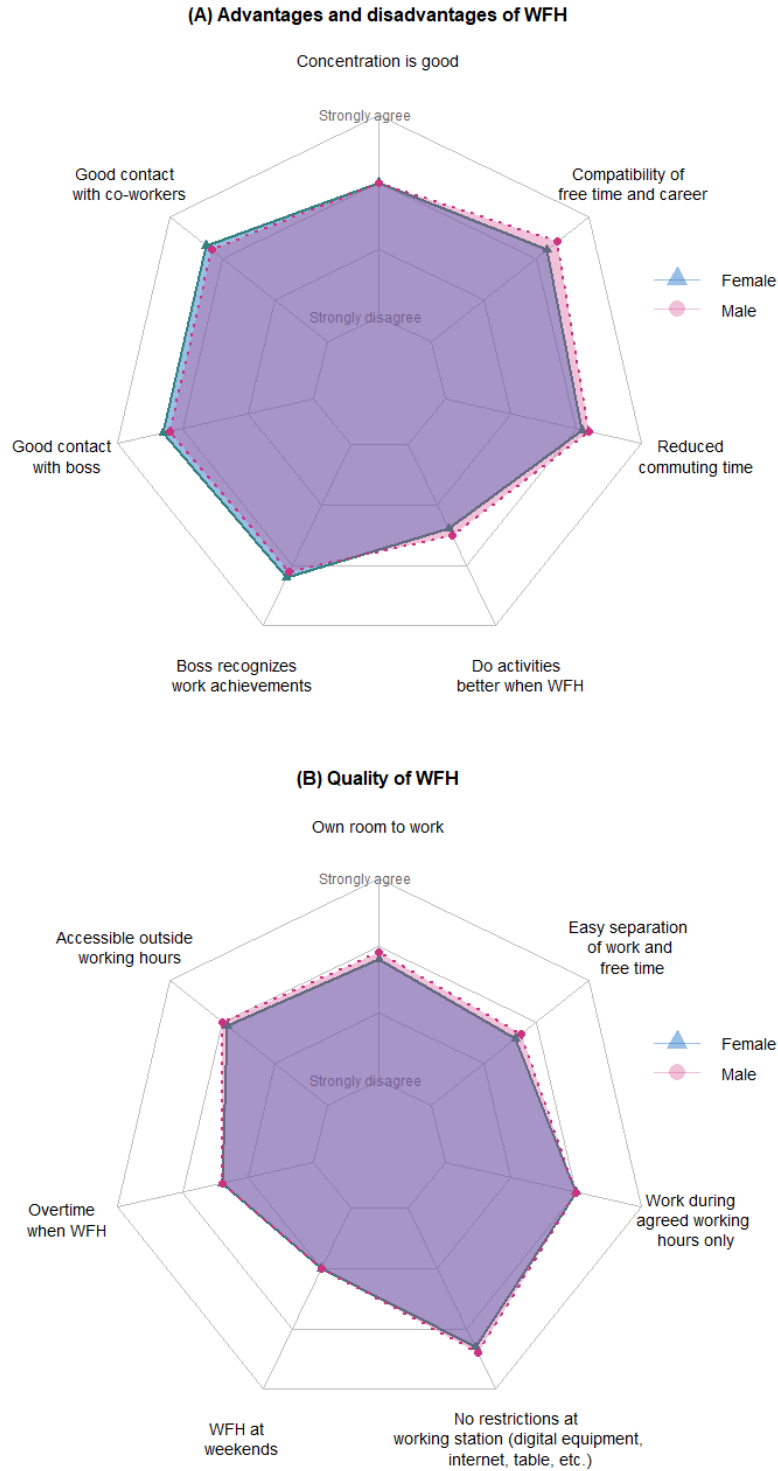 (A) Advantages and disadvantages of WFH
Concentration is good
Strongly agree
Good contact
with co-workers
Compatibility of
free time and career
Female
Male
Strongly disagree
Good contact
with boss
Reduced
commuting time
Boss recognizes
work achievements
Do activities
better when WFH
(B) Quality of WFH
Own room to work
Strongly agree
Accessible outside
working hours
Easy separation
of work and
free time
Female
Male
Strongly disagree
Overtime
when WFH
Work during
agreed working
hours only
WFH at
weekends
No restrictions at
working station (digital equipment,
internet, table, etc.)